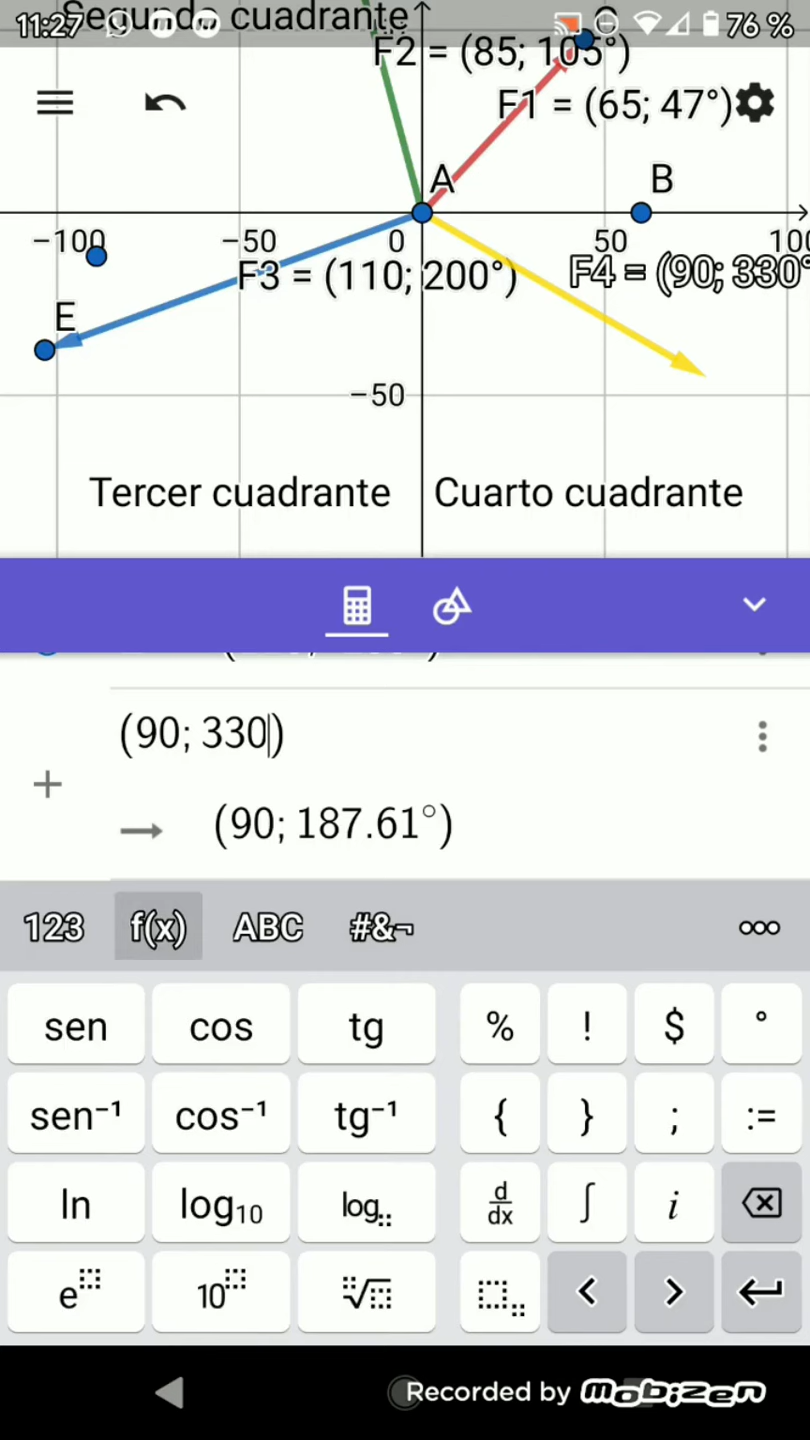 11:27
76 %
Segundo cuadrante
F2 = (85; 105°)
F1 = (65; 47°)
A
B
−100
−50
0
50
100
F3 = (110; 200°)
F4 = (90; 330°
E
−50
Tercer cuadrante
Cuarto cuadrante
(90; 330)
→ (90; 187.61°)
123 f(x) ABC #&¬ ooo
sen cos tg % ! $ °
sen⁻¹ cos⁻¹ tg⁻¹ { } ; :=
ln log₁₀ log d/dx ∫ i
e 10 √ < >
Recorded by mobizen